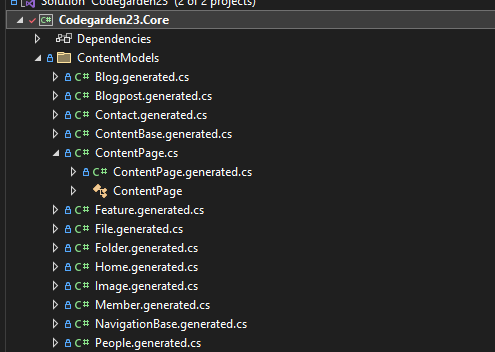 Solution 'Codegarden23' (2 of 2 projects)
C# Codegarden23.Core
Dependencies
ContentModels
C# Blog.generated.cs
C# Blogpost.generated.cs
C# Contact.generated.cs
C# ContentBase.generated.cs
C# ContentPage.cs
C# ContentPage.generated.cs
ContentPage
C# Feature.generated.cs
C# File.generated.cs
C# Folder.generated.cs
C# Home.generated.cs
C# Image.generated.cs
C# Member.generated.cs
C# NavigationBase.generated.cs
C# People.generated.cs